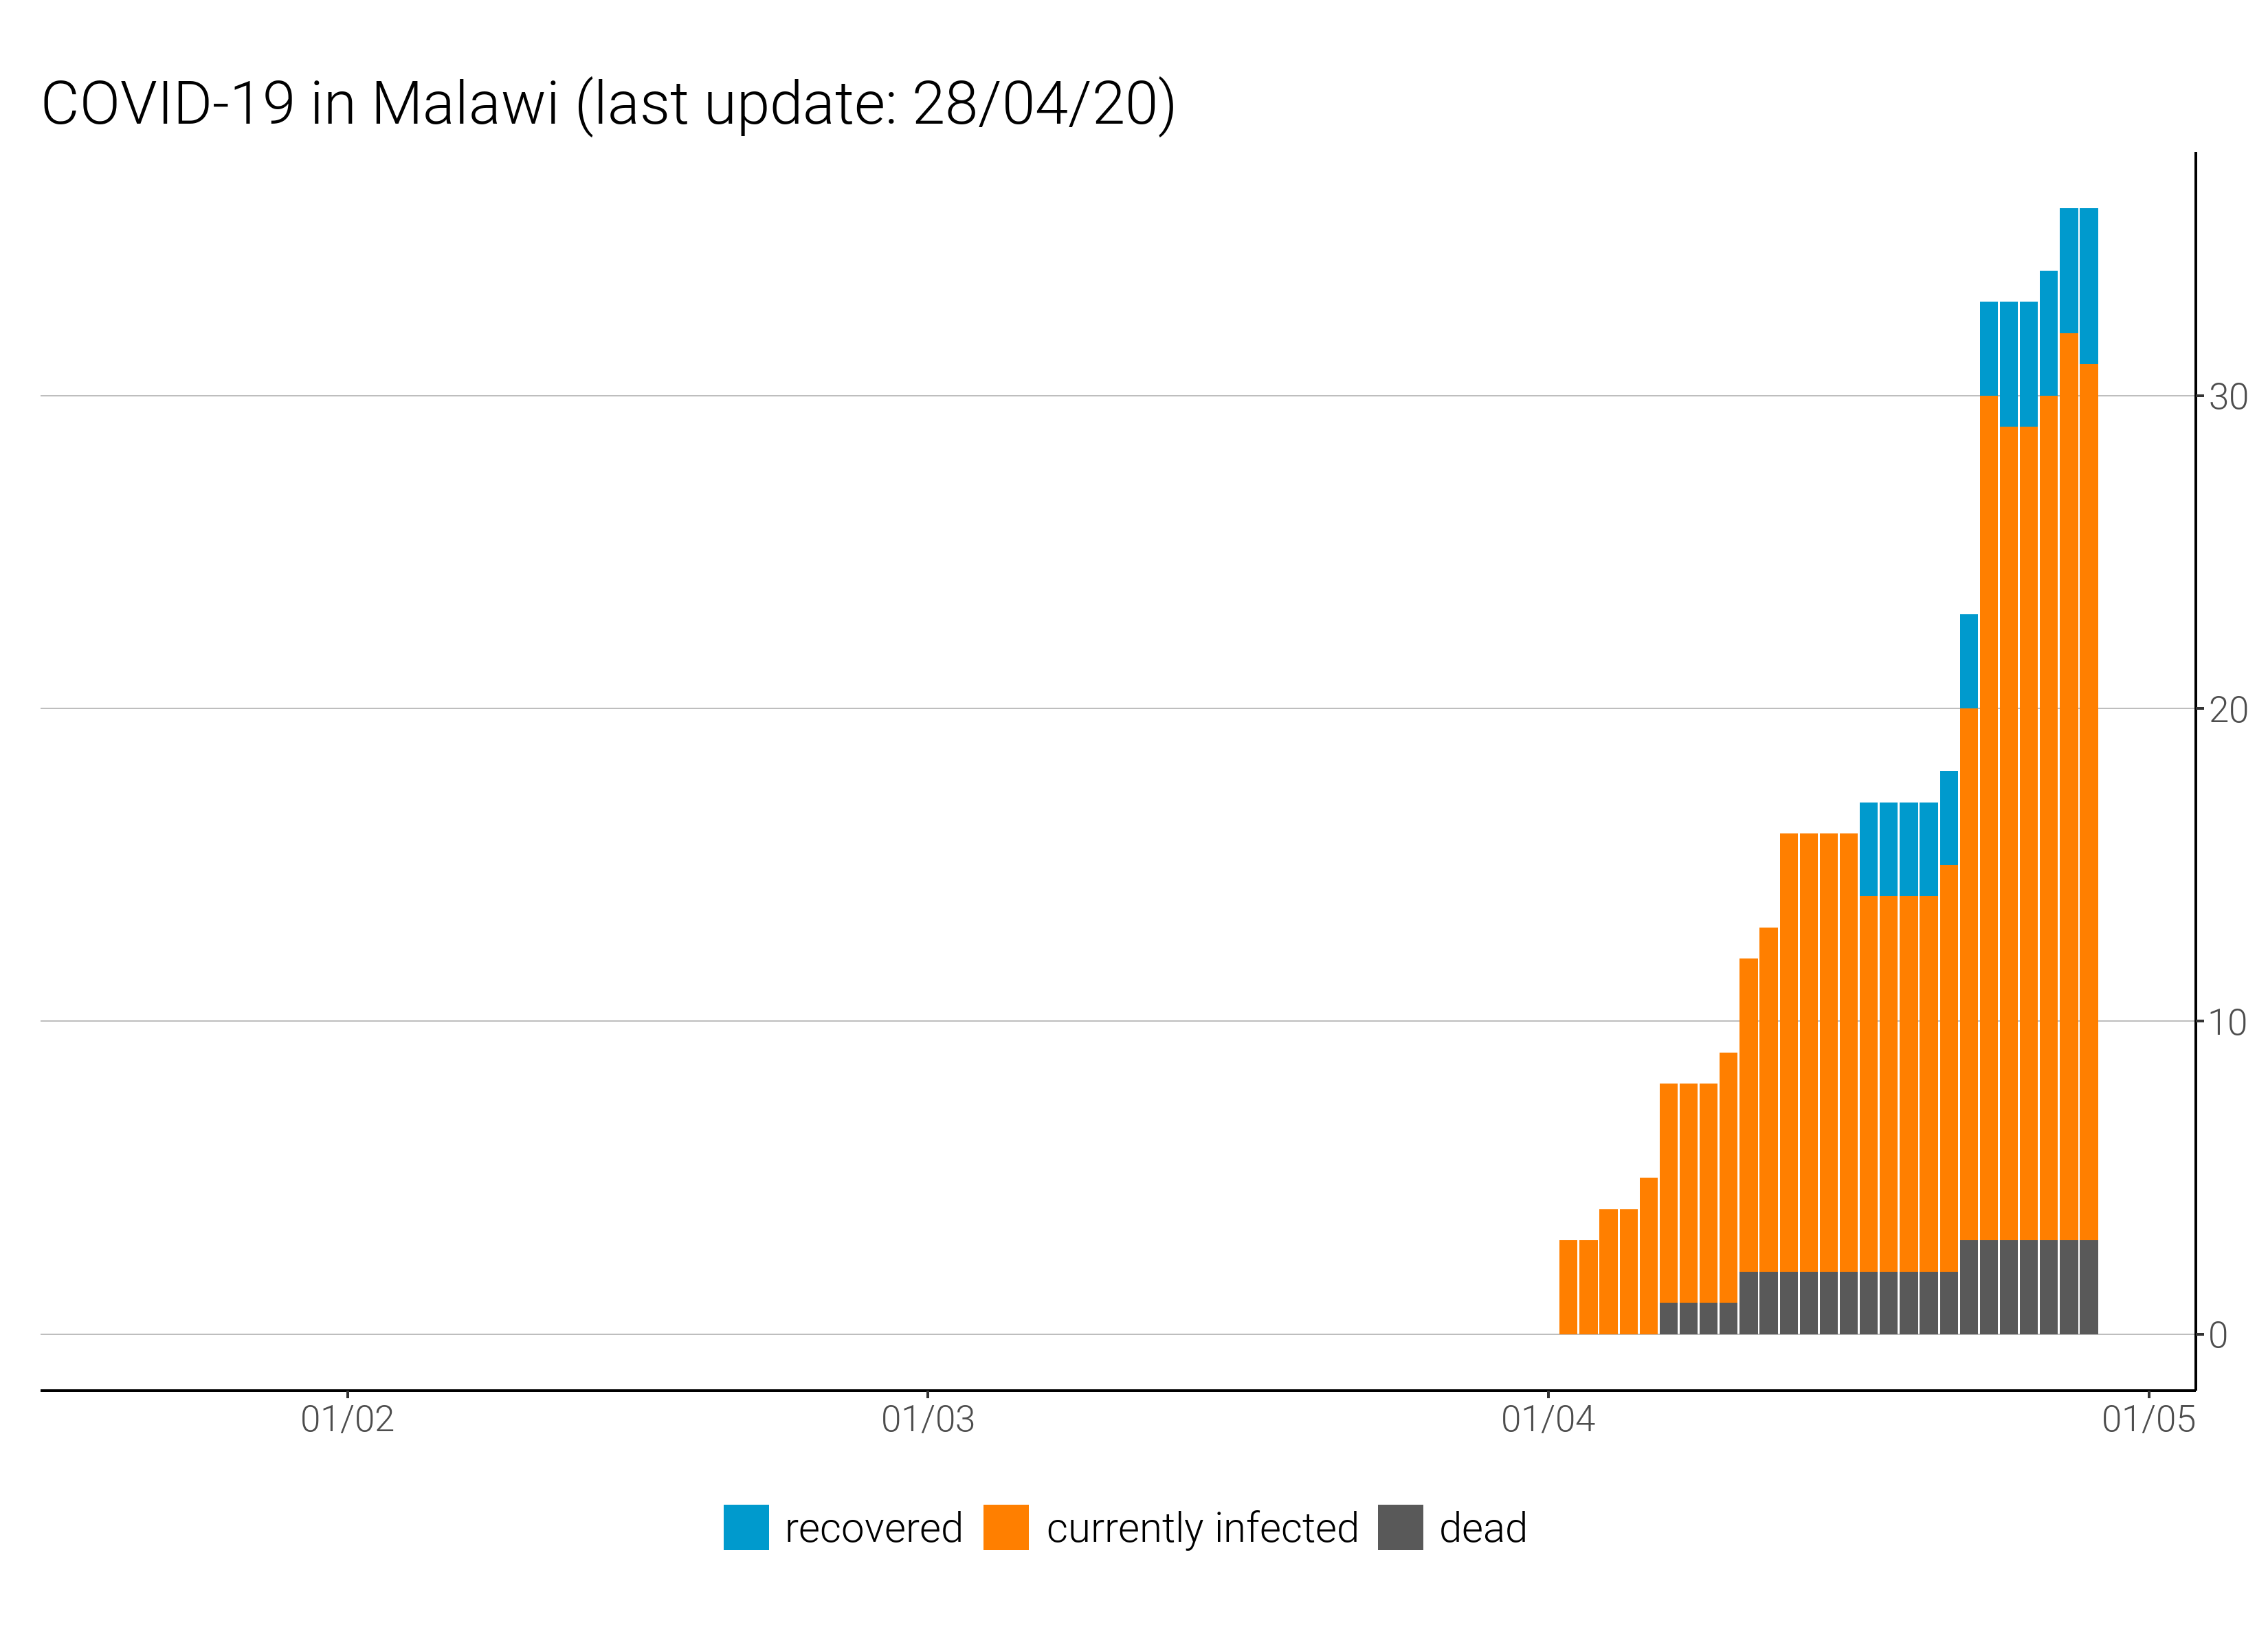 COVID-19 in Malawi (last update: 28/04/20)
30
20
10
0
01/02 01/03 01/04 01/05
recovered currently infected dead